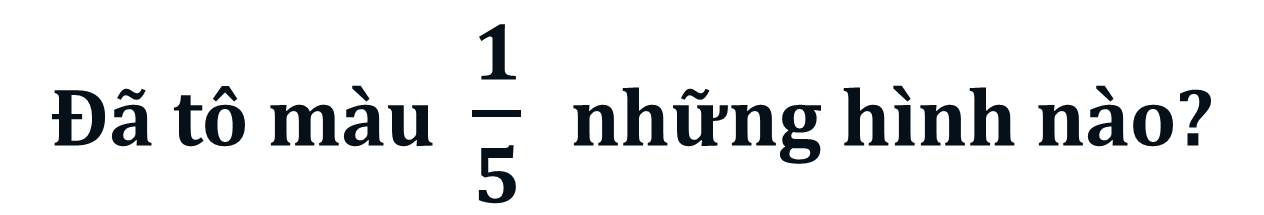 Đã tô màu 1/5 những hình nào?